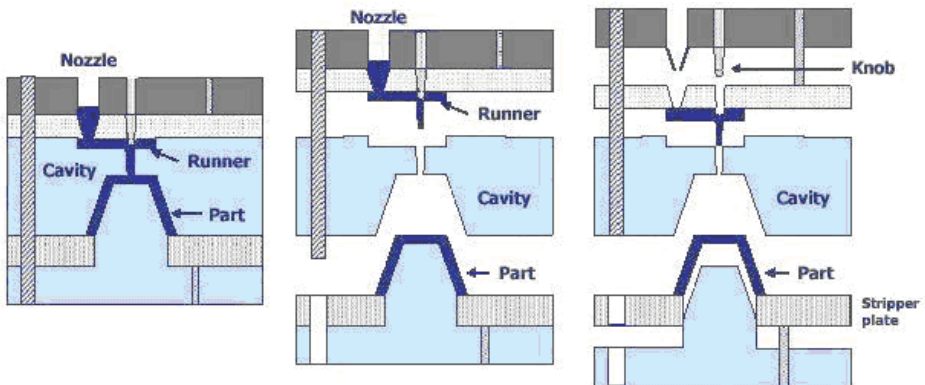 Nozzle
Cavity
Runner
Part
Nozzle
Runner
Cavity
Part
Knob
Cavity
Part
Stripper
plate